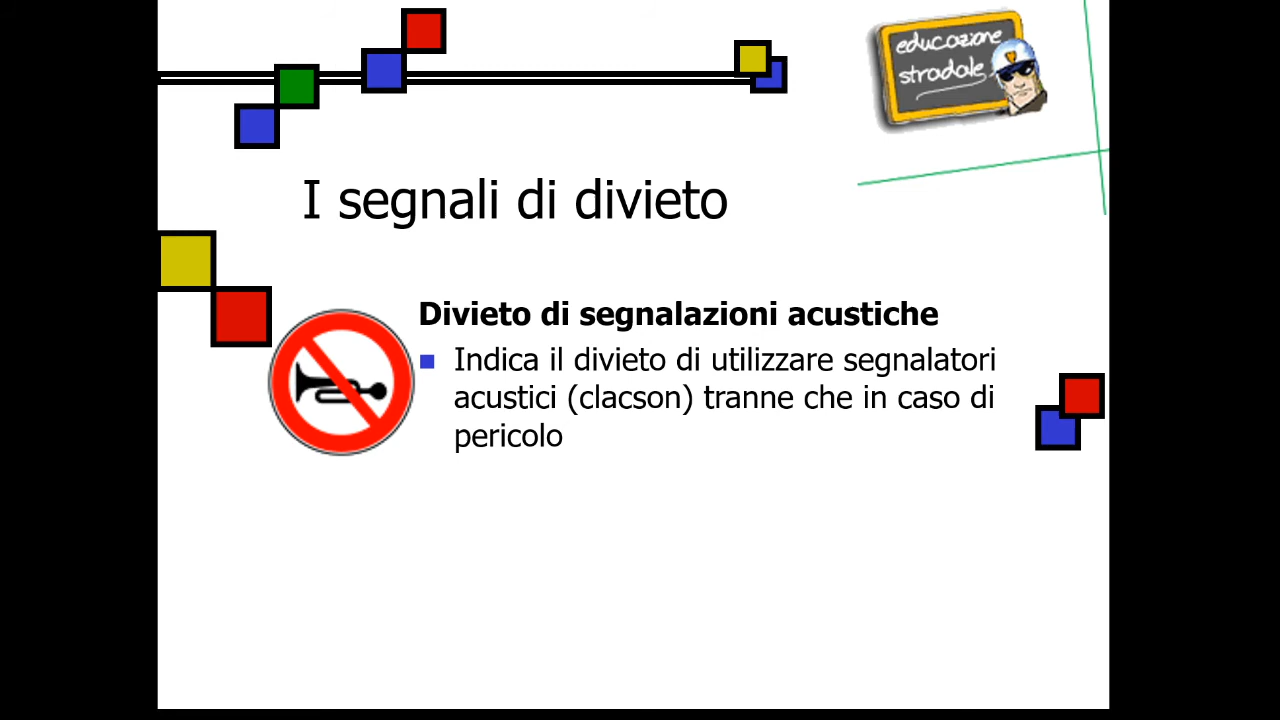 educazione
stradale
I segnali di divieto
Divieto di segnalazioni acustiche
Indica il divieto di utilizzare segnalatori
acustici (clacson) tranne che in caso di
pericolo